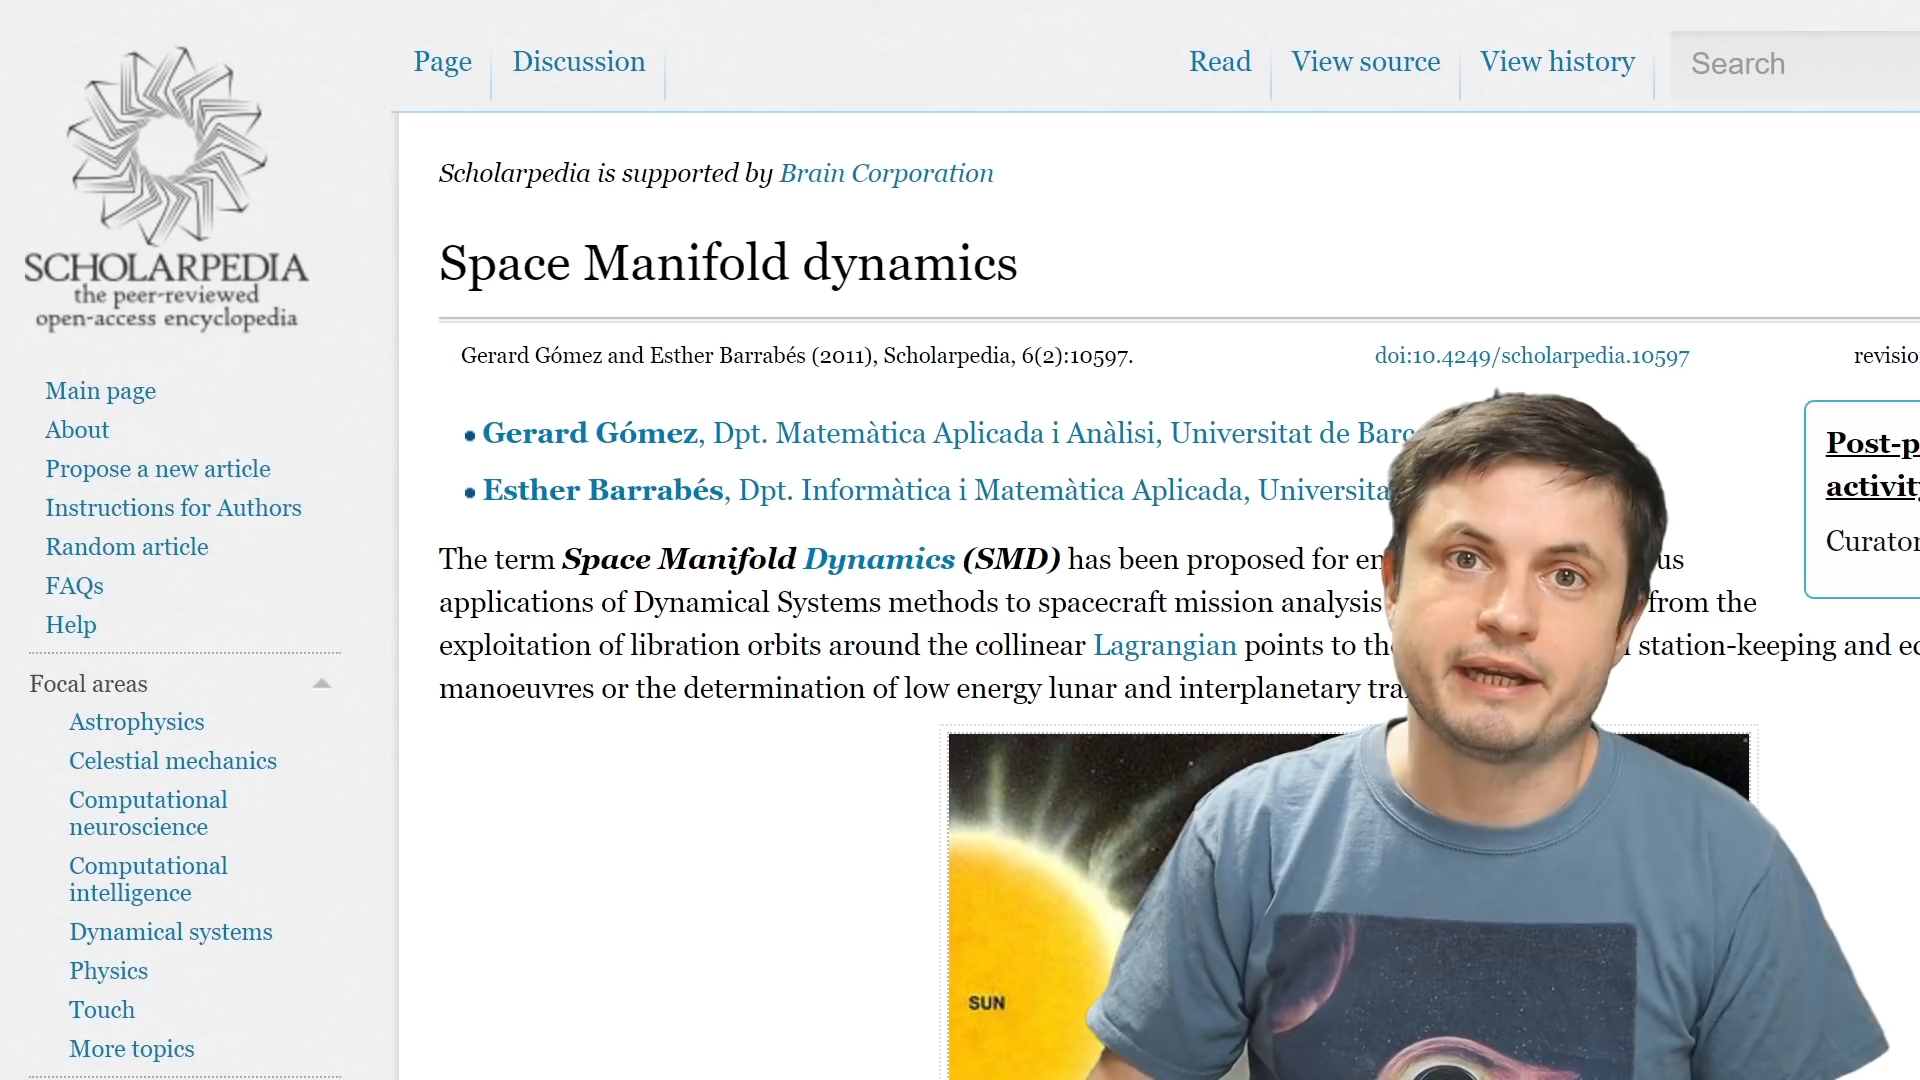 Page
Discussion
Read
View source
View history
Search
SCHOLARPEDIA
the peer-reviewed
open-access encyclopedia
Main page
About
Propose a new article
Instructions for Authors
Random article
FAQs
Help
Focal areas
Astrophysics
Celestial mechanics
Computational
neuroscience
Computational
intelligence
Dynamical systems
Physics
Touch
More topics
Scholarpedia is supported by Brain Corporation
Space Manifold dynamics
Gerard Gómez and Esther Barrabés (2011), Scholarpedia, 6(2):10597.
doi:10.4249/scholarpedia.10597
Gerard Gómez, Dpt. Matemàtica Aplicada i Anàlisi, Universitat de
Esther Barrabés, Dpt. Informàtica i Matemàtica Aplicada,
The term Space Manifold Dynamics (SMD) has been proposed for
applications of Dynamical Systems methods to spacecraft mission analysis from the
exploitation of libration orbits around the collinear Lagrangian points to station-keeping and
manoeuvres or the determination of low energy lunar and interplanetary
SUN